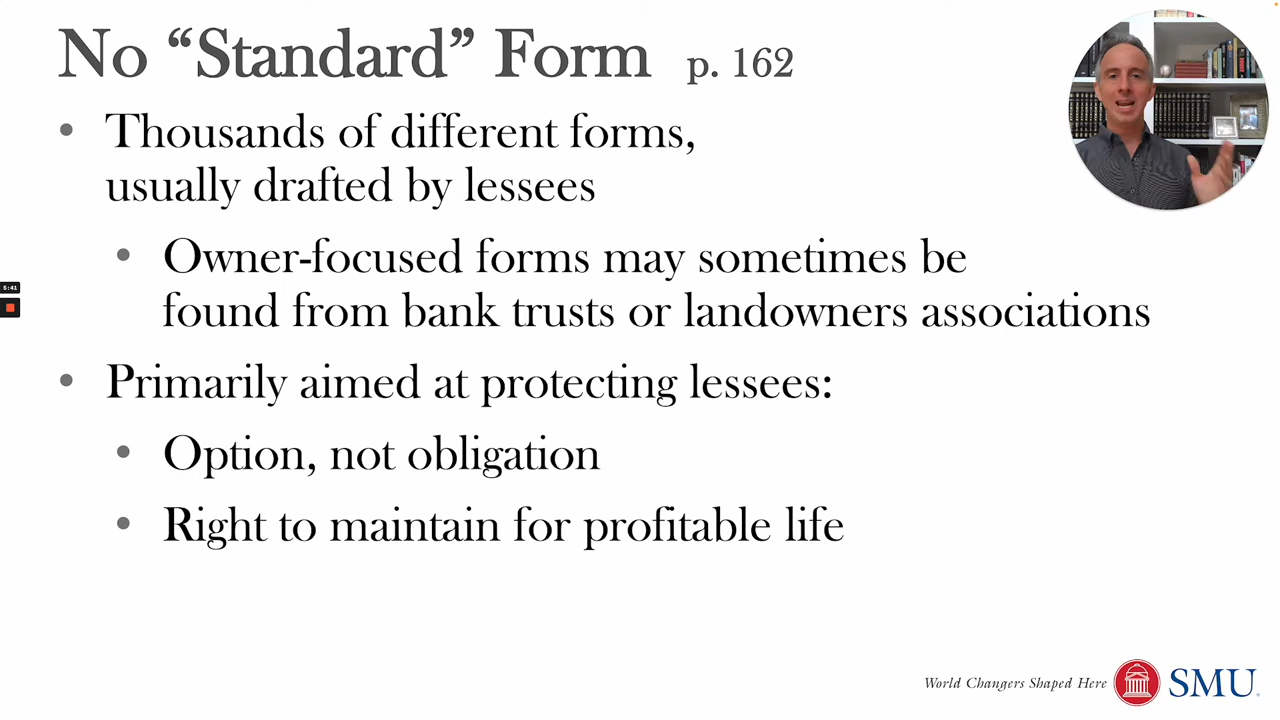 No “Standard” Form p. 162
• Thousands of different forms,
usually drafted by lessees
• Owner-focused forms may sometimes be
found from bank trusts or landowners associations
• Primarily aimed at protecting lessees:
• Option, not obligation
• Right to maintain for profitable life
5:41
World Changers Shaped Here
SMU